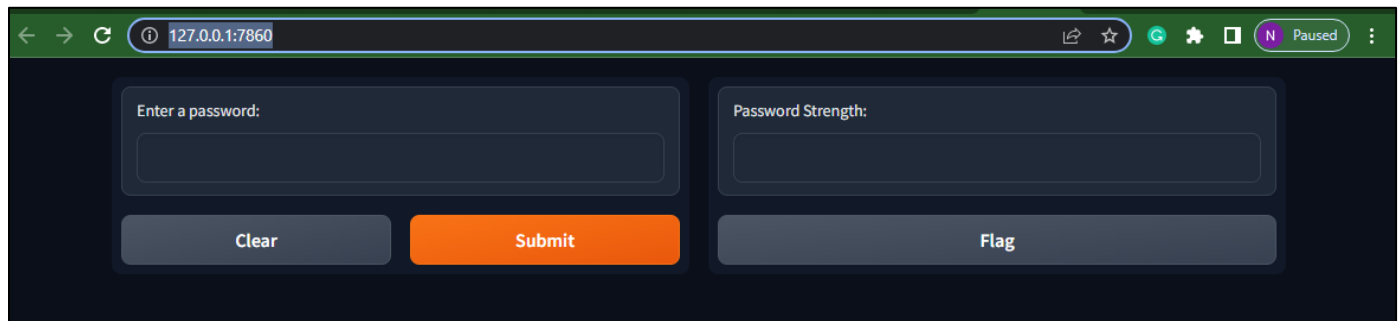 127.0.0.1:7860
G
N Paused
Enter a password:
Password Strength:
Clear
Submit
Flag